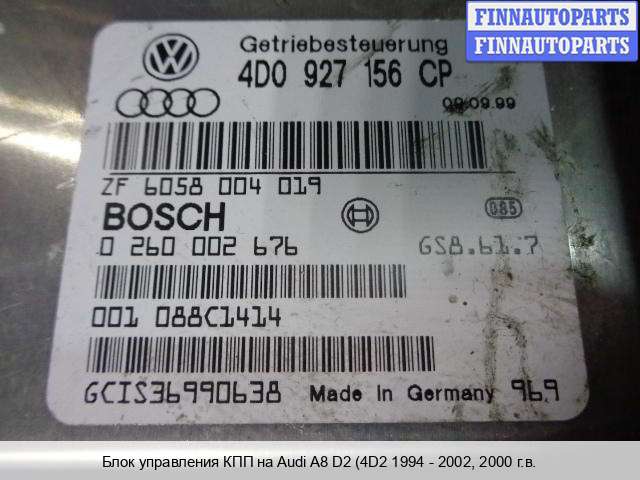 FINNAUTOPARTS
FINNAUTOPARTS
Getriebesteuerung
4D0 927 156 CP
09.09.99
ZF 6058 004 019
BOSCH
085
0 260 002 676
GS8.61.7
001 088C1414
GCIS36990638 Made In Germany 969
Блок управления КПП на Audi A8 D2 (4D2 1994 - 2002, 2000 г.в.